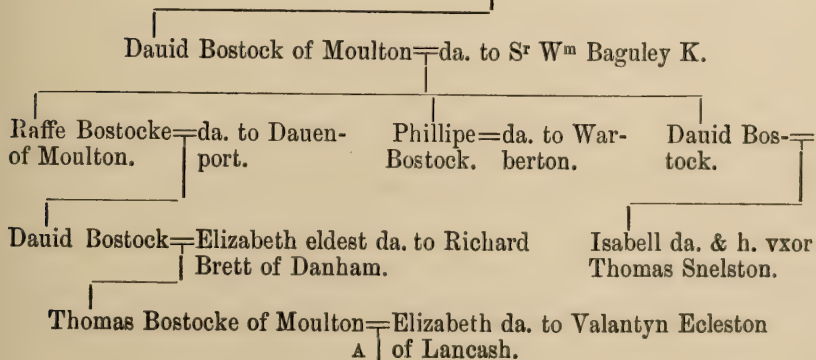 Dauid Bostock of Moulton=da. to Sʳ Wᵐ Baguley K.
Raffe Bostocke=da. to Dauen-
of Moulton. port.
Phillipe=da. to War-
Bostock. berton.
Dauid Bos-=
tock.
Dauid Bostock=Elizabeth eldest da. to Richard
Brett of Danham.
Isabell da. & h. vxor
Thomas Snelston.
Thomas Bostocke of Moulton=Elizabeth da. to Valantyn Ecleston
A of Lancash.